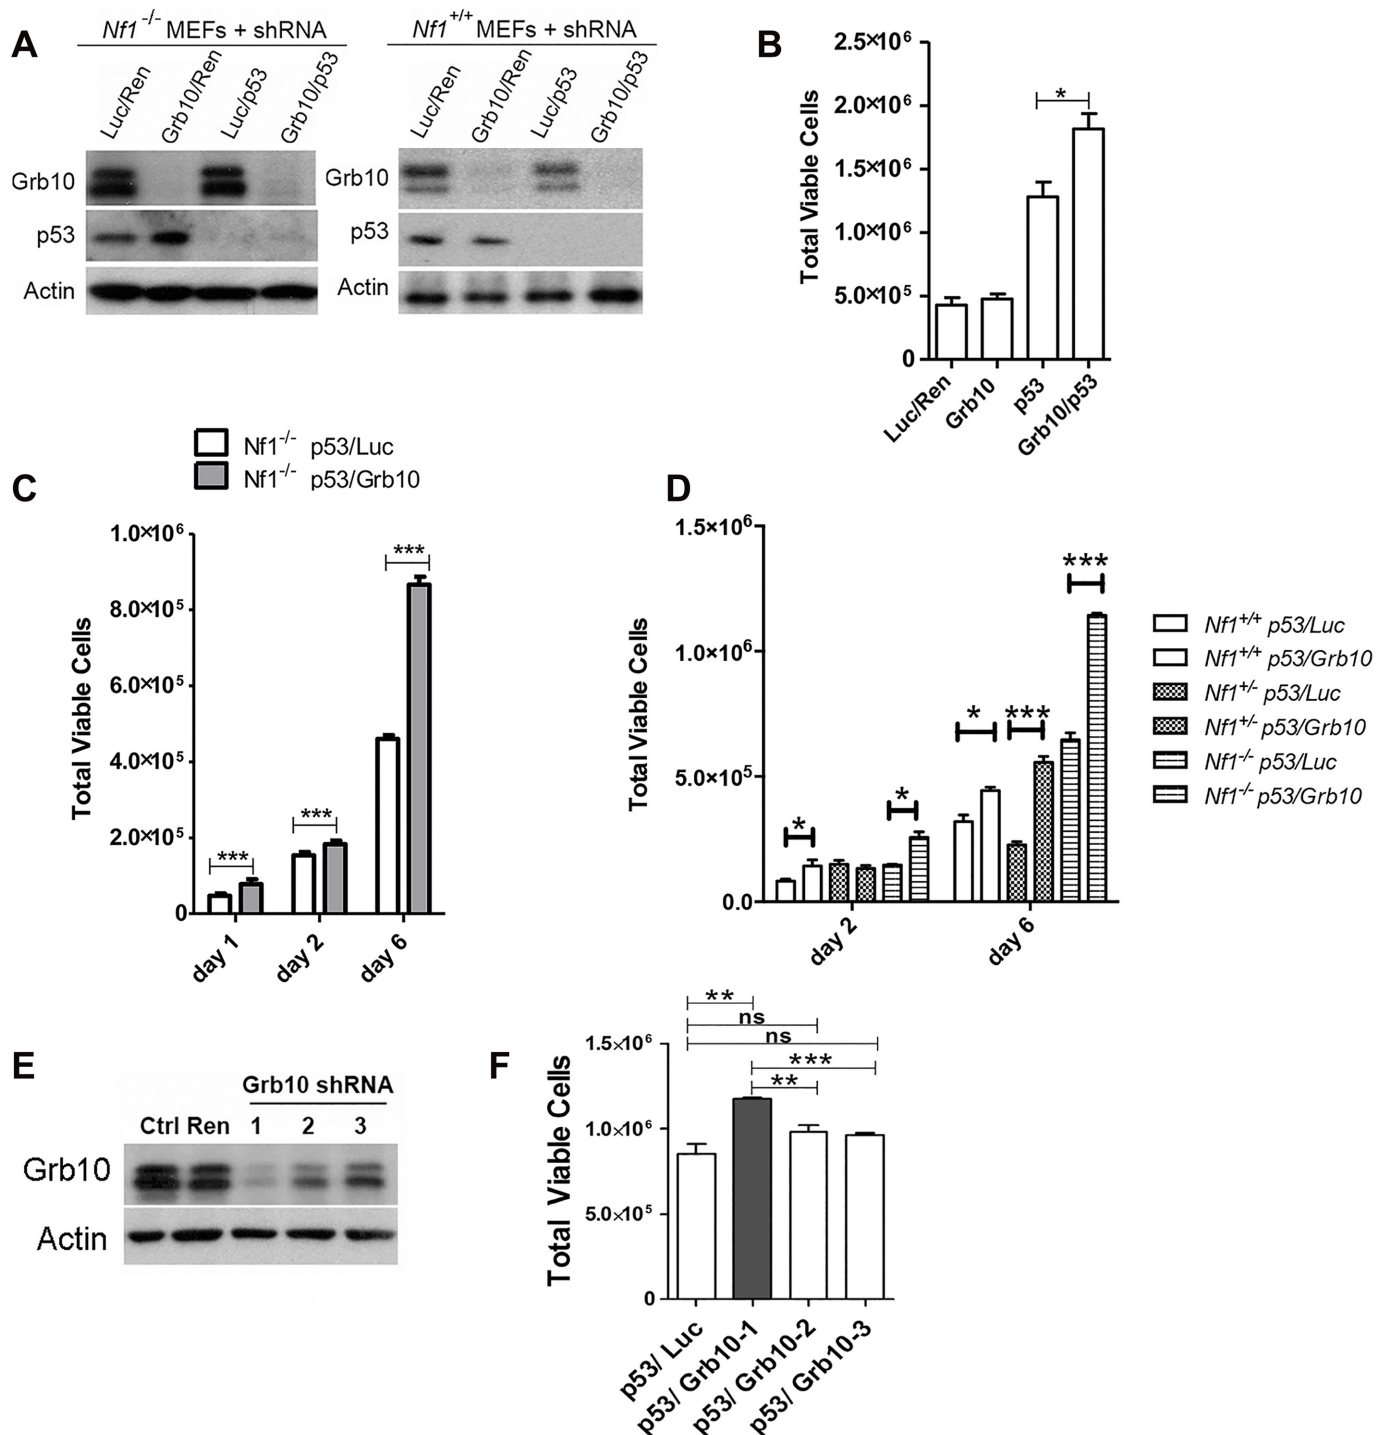 A
Nf1 -/- MEFs + shRNA
Luc/Ren
Grb10/Ren
Luc/p53
Grb10/p53
Grb10
p53
Actin
Nf1 +/+ MEFs + shRNA
Luc/Ren
Grb10/Ren
Luc/p53
Grb10/p53
Grb10
p53
Actin
B
Total Viable Cells
2.5×10⁶
2.0×10⁶
1.5×10⁶
1.0×10⁶
5.0×10⁵
0
*
Luc/Ren
Grb10
p53
Grb10/p53
Nf1-/- p53/Luc
Nf1-/- p53/Grb10
C
Total Viable Cells
1.0×10⁶
8.0×10⁵
6.0×10⁵
4.0×10⁵
2.0×10⁵
0
***
***
***
day 1
day 2
day 6
D
Total Viable Cells
1.5×10⁶
1.0×10⁶
5.0×10⁵
0.0
*
*
*
***
***
day 2
day 6
Nf1+/+ p53/Luc
Nf1+/+ p53/Grb10
Nf1+/- p53/Luc
Nf1+/- p53/Grb10
Nf1-/- p53/Luc
Nf1-/- p53/Grb10
E
Grb10 shRNA
Ctrl Ren 1 2 3
Grb10
Actin
F
Total Viable Cells
1.5×10⁶
1.0×10⁶
5.0×10⁵
0
**
ns
ns
***
**
p53/ Luc
p53/ Grb10-1
p53/ Grb10-2
p53/ Grb10-3